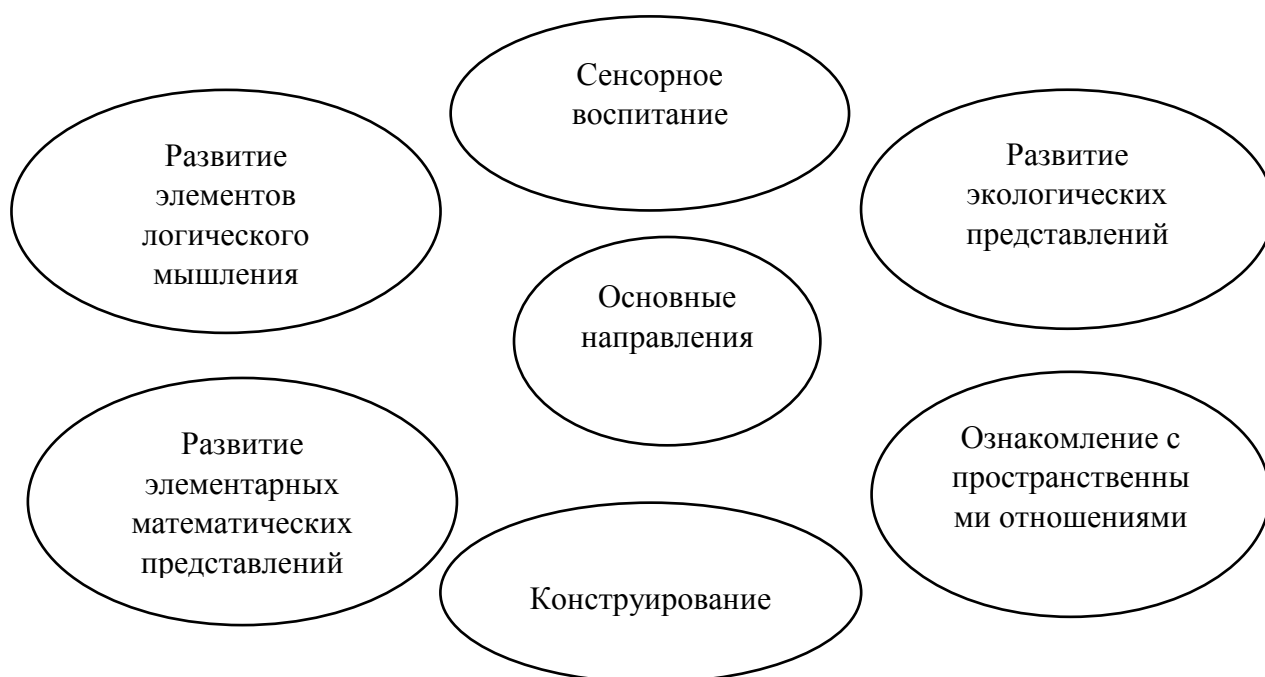 Сенсорное
воспитание
Развитие
элементов
логического
мышления
Развитие
экологических
представлений
Основные
направления
Развитие
элементарных
математических
представлений
Ознакомление с
пространственны
ми отношениями
Конструирование